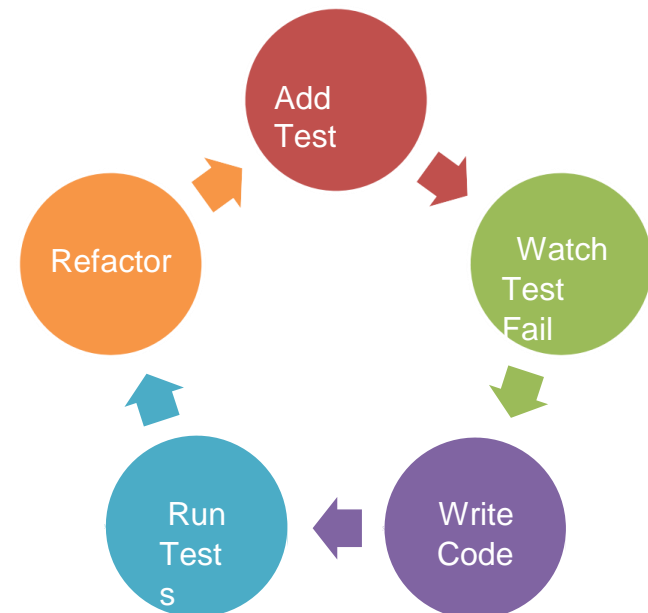 Add
Test
Watch
Test
Fail
Write
Code
Run
Test
s
Refactor